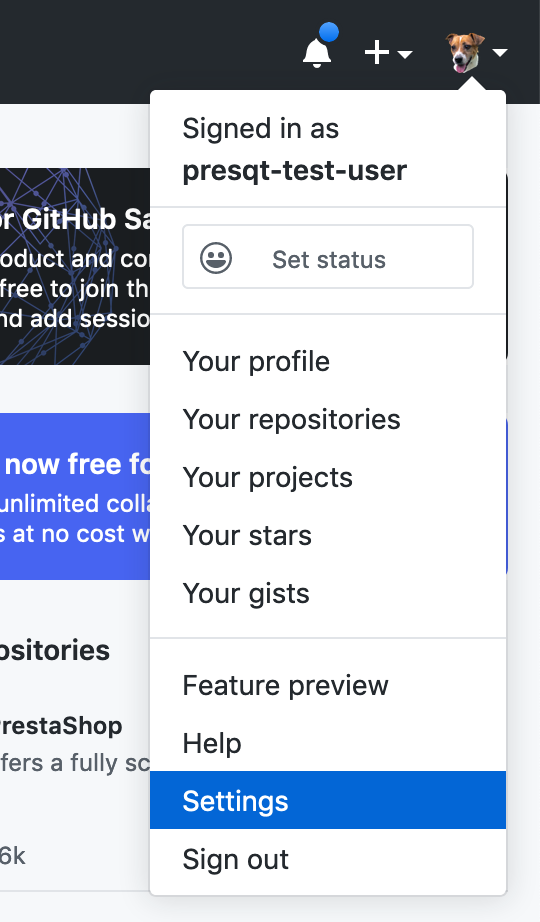 Signed in as
presqt-test-user
Set status
Your profile
Your repositories
Your projects
Your stars
Your gists
Feature preview
Help
Settings
Sign out
or GitHub Sa
oduct and co
free to join th
nd add sessio
now free fo
unlimited colla
s at no cost w
ositories
PrestaShop
fers a fully sc
6k